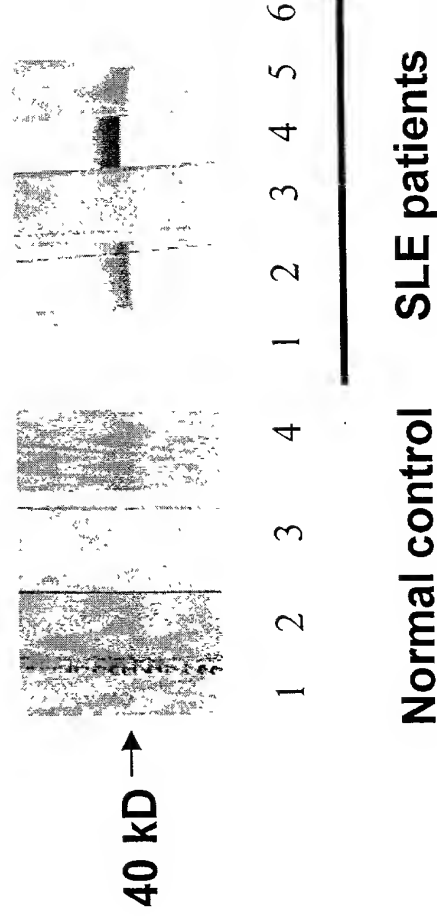 40 kD →
1 2 3 4
1 2 3 4 5 6
Normal control
SLE patients